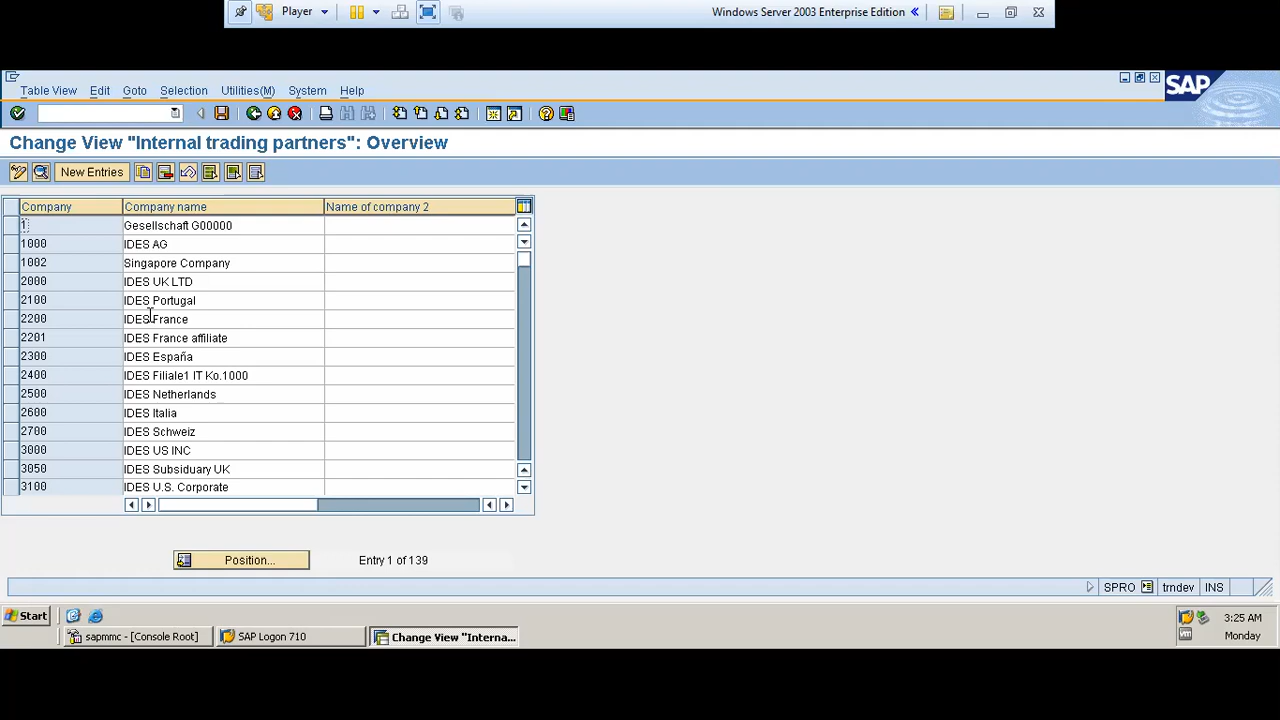 Player
Windows Server 2003 Enterprise Edition
Table View Edit Goto Selection Utilities(M) System Help
SAP
Change View "Internal trading partners": Overview
New Entries
Company Company name Name of company 2
1 Gesellschaft G00000
1000 IDES AG
1002 Singapore Company
2000 IDES UK LTD
2100 IDES Portugal
2200 IDES France
2201 IDES France affiliate
2300 IDES España
2400 IDES Filiale1 IT Ko.1000
2500 IDES Netherlands
2600 IDES Italia
2700 IDES Schweiz
3000 IDES US INC
3050 IDES Subsiduary UK
3100 IDES U.S. Corporate
Position... Entry 1 of 139
SPRO trndev INS
Start
3:25 AM
sapmmc - [Console Root] SAP Logon 710 Change View "Interna...
Monday